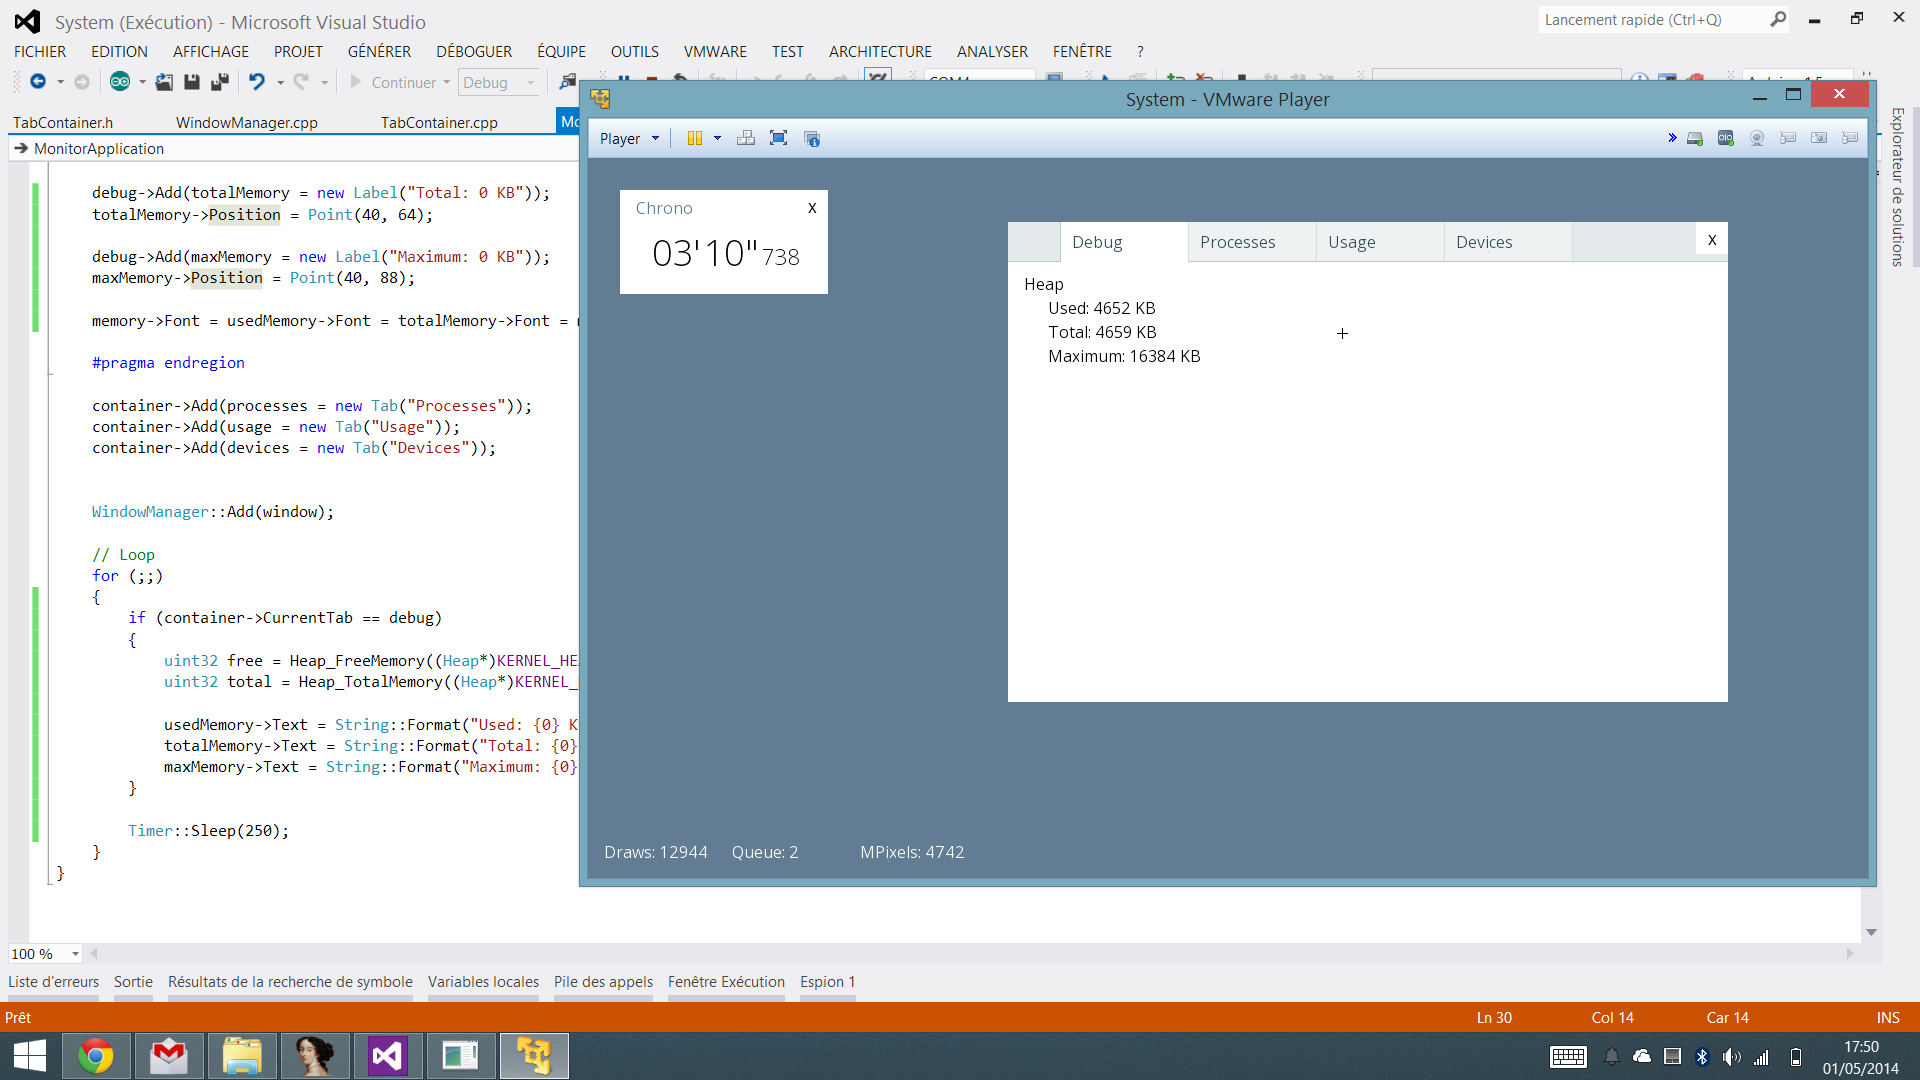 System (Exécution) - Microsoft Visual Studio
Lancement rapide (Ctrl+Q)
FICHIER EDITION AFFICHAGE PROJET GÉNÉRER DÉBOGUER ÉQUIPE OUTILS VMWARE TEST ARCHITECTURE ANALYSER FENÊTRE ?
Continuer Debug
TabContainer.h WindowManager.cpp TabContainer.cpp
MonitorApplication
debug->Add(totalMemory = new Label("Total: 0 KB"));
totalMemory->Position = Point(40, 64);
debug->Add(maxMemory = new Label("Maximum: 0 KB"));
maxMemory->Position = Point(40, 88);
memory->Font = usedMemory->Font = totalMemory->Font =
#pragma endregion
container->Add(processes = new Tab("Processes"));
container->Add(usage = new Tab("Usage"));
container->Add(devices = new Tab("Devices"));
WindowManager::Add(window);
// Loop
for (;;)
{
if (container->CurrentTab == debug)
{
uint32 free = Heap_FreeMemory((Heap*)KERNEL_HE
uint32 total = Heap_TotalMemory((Heap*)KERNEL_
usedMemory->Text = String::Format("Used: {0} K
totalMemory->Text = String::Format("Total: {0}
maxMemory->Text = String::Format("Maximum: {0}
}
Timer::Sleep(250);
}
}
System - VMware Player
Player
Chrono X
03'10"738
Debug Processes Usage Devices X
Heap
Used: 4652 KB
Total: 4659 KB
Maximum: 16384 KB
Draws: 12944 Queue: 2 MPixels: 4742
Explorateur de solutions
100 %
Liste d'erreurs Sortie Résultats de la recherche de symbole Variables locales Pile des appels Fenêtre Exécution Espion 1
Prêt Ln 30 Col 14 Car 14 INS
17:50
01/05/2014